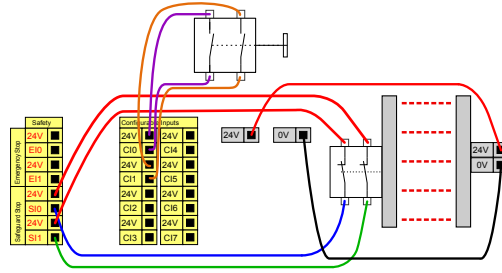 Safety
Emergency Stop
24V
EI0
24V
EI1
Safeguard Stop
24V
SI0
24V
SI1
Configurable Inputs
24V 24V
CI0 CI4
24V 24V
CI1 CI5
24V 24V
CI2 CI6
24V 24V
CI3 CI7
24V 0V
24V
0V